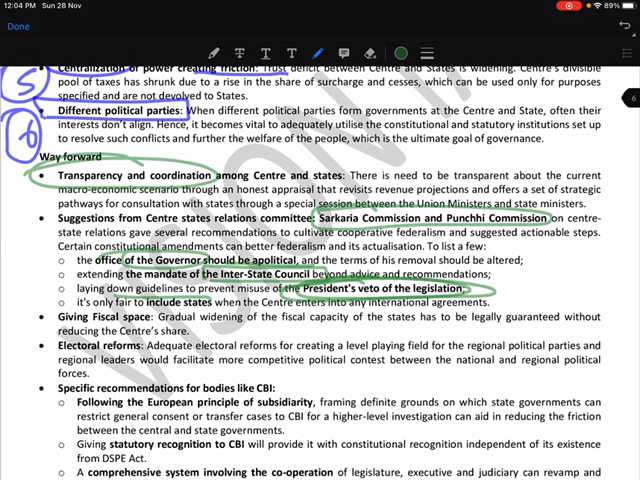 12:04 PM Sun 28 Nov
89%
Done
Centralization of power creating friction: Trust deficit between Centre and States is widening. Centre's divisible
pool of taxes has shrunk due to a rise in the share of surcharge and cesses, which can be used only for purposes
specified and are not devolved to States.
5
• Different political parties: When different political parties form governments at the Centre and State, often their
interests don't align. Hence, it becomes vital to adequately utilise the constitutional and statutory institutions set up
to resolve such conflicts and further the welfare of the people, which is the ultimate goal of governance.
6
6
Way forward
• Transparency and coordination among Centre and states: There is need to be transparent about the current
macro-economic scenario through an honest appraisal that revisits revenue projections and offers a set of strategic
pathways for consultation with states through a special session between the Union Ministers and state ministers.
• Suggestions from Centre states relations committee: Sarkaria Commission and Punchhi Commission on centre-
state relations gave several recommendations to cultivate cooperative federalism and suggested actionable steps.
Certain constitutional amendments can better federalism and its actualisation. To list a few:
o the office of the Governor should be apolitical, and the terms of his removal should be altered;
o extending the mandate of the Inter-State Council beyond advice and recommendations;
o laying down guidelines to prevent misuse of the President's veto of the legislation;
o it's only fair to include states when the Centre enters into any international agreements.
• Giving Fiscal space: Gradual widening of the fiscal capacity of the states has to be legally guaranteed without
reducing the Centre's share.
• Electoral reforms: Adequate electoral reforms for creating a level playing field for the regional political parties and
regional leaders would facilitate more competitive political contest between the national and regional political
forces.
• Specific recommendations for bodies like CBI:
o Following the European principle of subsidiarity, framing definite grounds on which state governments can
restrict general consent or transfer cases to CBI for a higher-level investigation can aid in reducing the friction
between the central and state governments.
o Giving statutory recognition to CBI will provide it with constitutional recognition independent of its existence
from DSPE Act.
o A comprehensive system involving the co-operation of legislature, executive and judiciary can revamp and
VISION IA